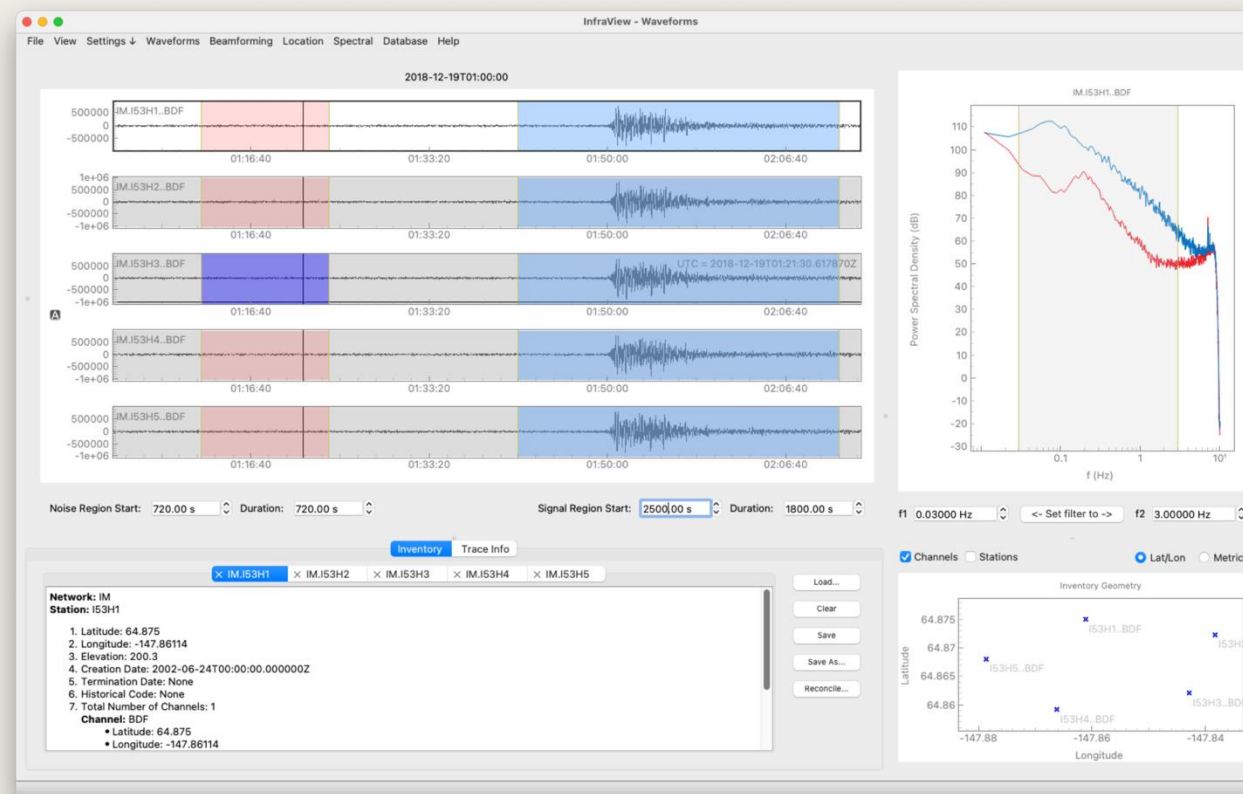 InfraView - Waveforms
File View Settings ↓ Waveforms Beamforming Location Spectral Database Help
2018-12-19T01:00:00
IM.I53H1..BDF
500000
0
-500000
01:16:40 01:33:20 01:50:00 02:06:40
IM.I53H2..BDF
1e+06
500000
0
-500000
-1e+06
01:16:40 01:33:20 01:50:00 02:06:40
IM.I53H3..BDF
UTC = 2018-12-19T01:21:30.617870Z
500000
0
-500000
-1e+06
01:16:40 01:33:20 01:50:00 02:06:40
A
IM.I53H4..BDF
500000
0
-500000
-1e+06
01:16:40 01:33:20 01:50:00 02:06:40
IM.I53H5..BDF
500000
0
-500000
-1e+06
01:16:40 01:33:20 01:50:00 02:06:40
Noise Region Start: 720.00 s Duration: 720.00 s Signal Region Start: 2500.00 s Duration: 1800.00 s
IM.I53H1..BDF
Power Spectral Density (dB)
110
100
90
80
70
60
50
40
30
20
10
0
-10
-20
-30
0.1 1 10¹
f (Hz)
f1 0.03000 Hz <- Set filter to -> f2 3.00000 Hz
Inventory Trace Info
IM.I53H1 IM.I53H2 IM.I53H3 IM.I53H4 IM.I53H5
Network: IM
Station: I53H1
1. Latitude: 64.875
2. Longitude: -147.86114
3. Elevation: 200.3
4. Creation Date: 2002-06-24T00:00:00.000000Z
5. Termination Date: None
6. Historical Code: None
7. Total Number of Channels: 1
Channel: BDF
• Latitude: 64.875
• Longitude: -147.86114
Load...
Clear
Save
Save As...
Reconcile...
Channels Stations Lat/Lon Metric
Inventory Geometry
Latitude
64.875
64.87
64.865
64.86
I53H1..BDF
I53H2
I53H5..BDF
I53H3..BDF
I53H4..BDF
-147.88 -147.86 -147.84
Longitude